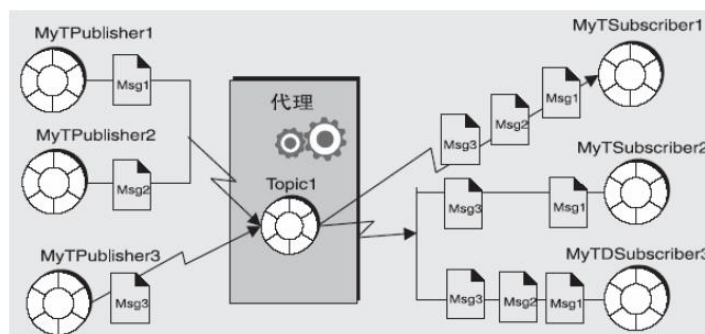 MyTPublisher1
Msg1
MyTPublisher2
Msg2
MyTPublisher3
Msg3
代理
Topic1
MyTSubscriber1
Msg3
Msg2
Msg1
MyTSubscriber2
Msg3
Msg1
MyTDSubscriber3
Msg3
Msg2
Msg1